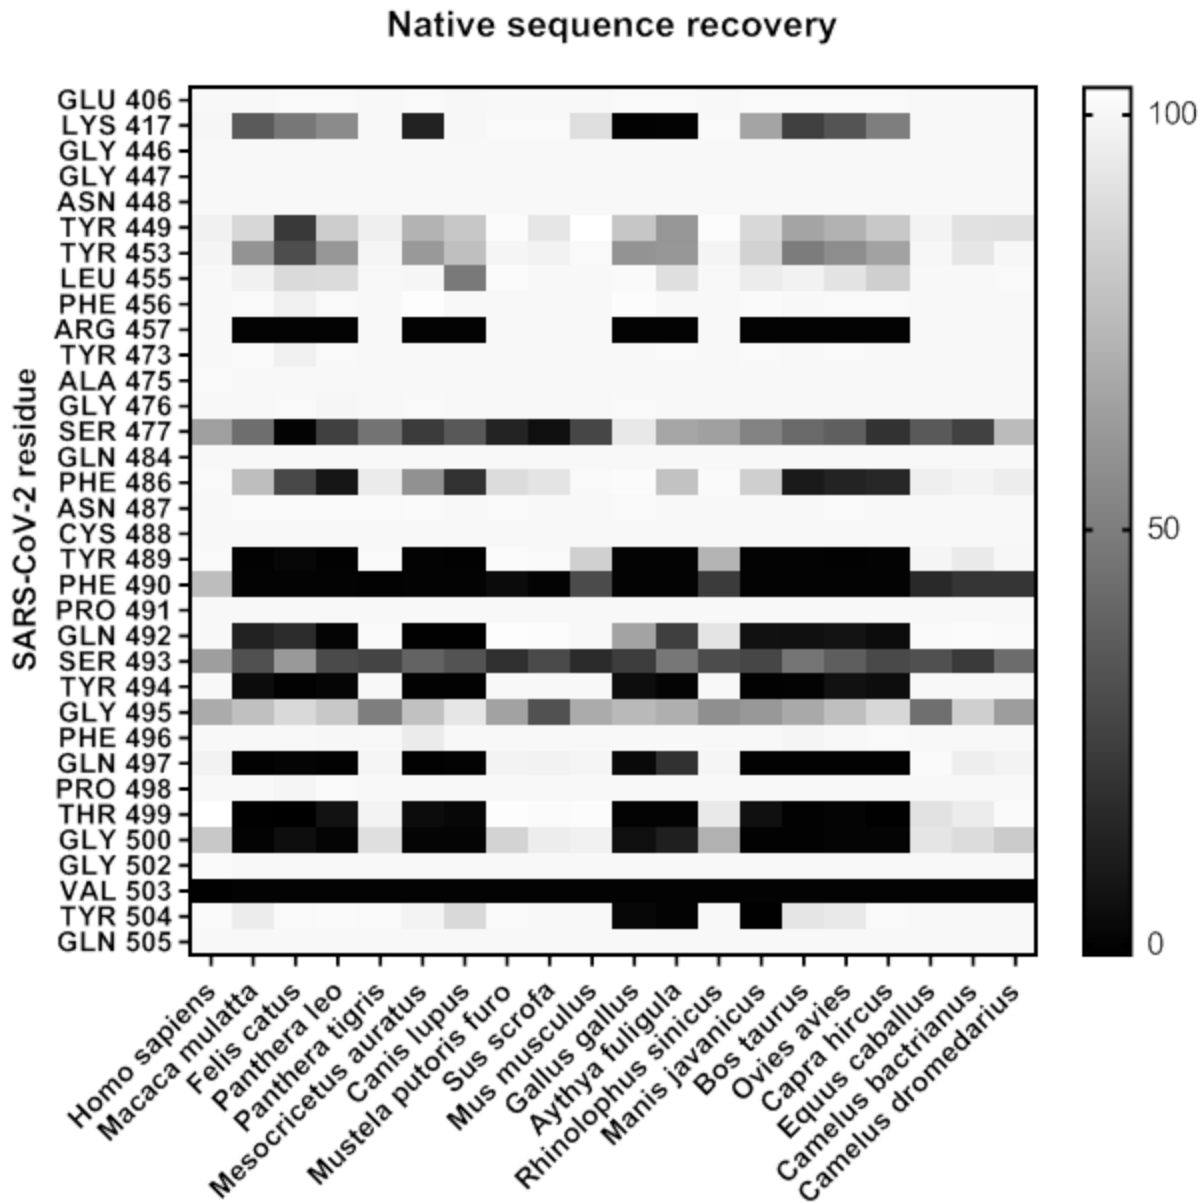 Native sequence recovery
SARS-CoV-2 residue
GLU 406
LYS 417
GLY 446
GLY 447
ASN 448
TYR 449
TYR 453
LEU 455
PHE 456
ARG 457
TYR 473
ALA 475
GLY 476
SER 477
GLN 484
PHE 486
ASN 487
CYS 488
TYR 489
PHE 490
PRO 491
GLN 492
SER 493
TYR 494
GLY 495
PHE 496
GLN 497
PRO 498
THR 499
GLY 500
GLY 502
VAL 503
TYR 504
GLN 505
100
50
0
Homo sapiens
Macaca mulatta
Felis catus
Panthera leo
Panthera tigris
Mesocricetus auratus
Canis lupus
Mustela putoris furo
Sus scrofa
Mus musculus
Gallus gallus
Aythya fuligula
Rhinolophus sinicus
Manis javanicus
Bos taurus
Ovies avies
Capra hircus
Equus caballus
Camelus bactrianus
Camelus dromedarius